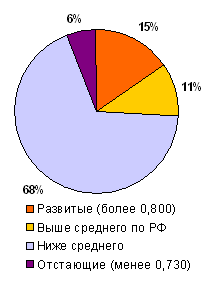 6%
15%
11%
68%
Развитые (более 0,800)
Выше среднего по РФ
Ниже среднего
Отстающие (менее 0,730)